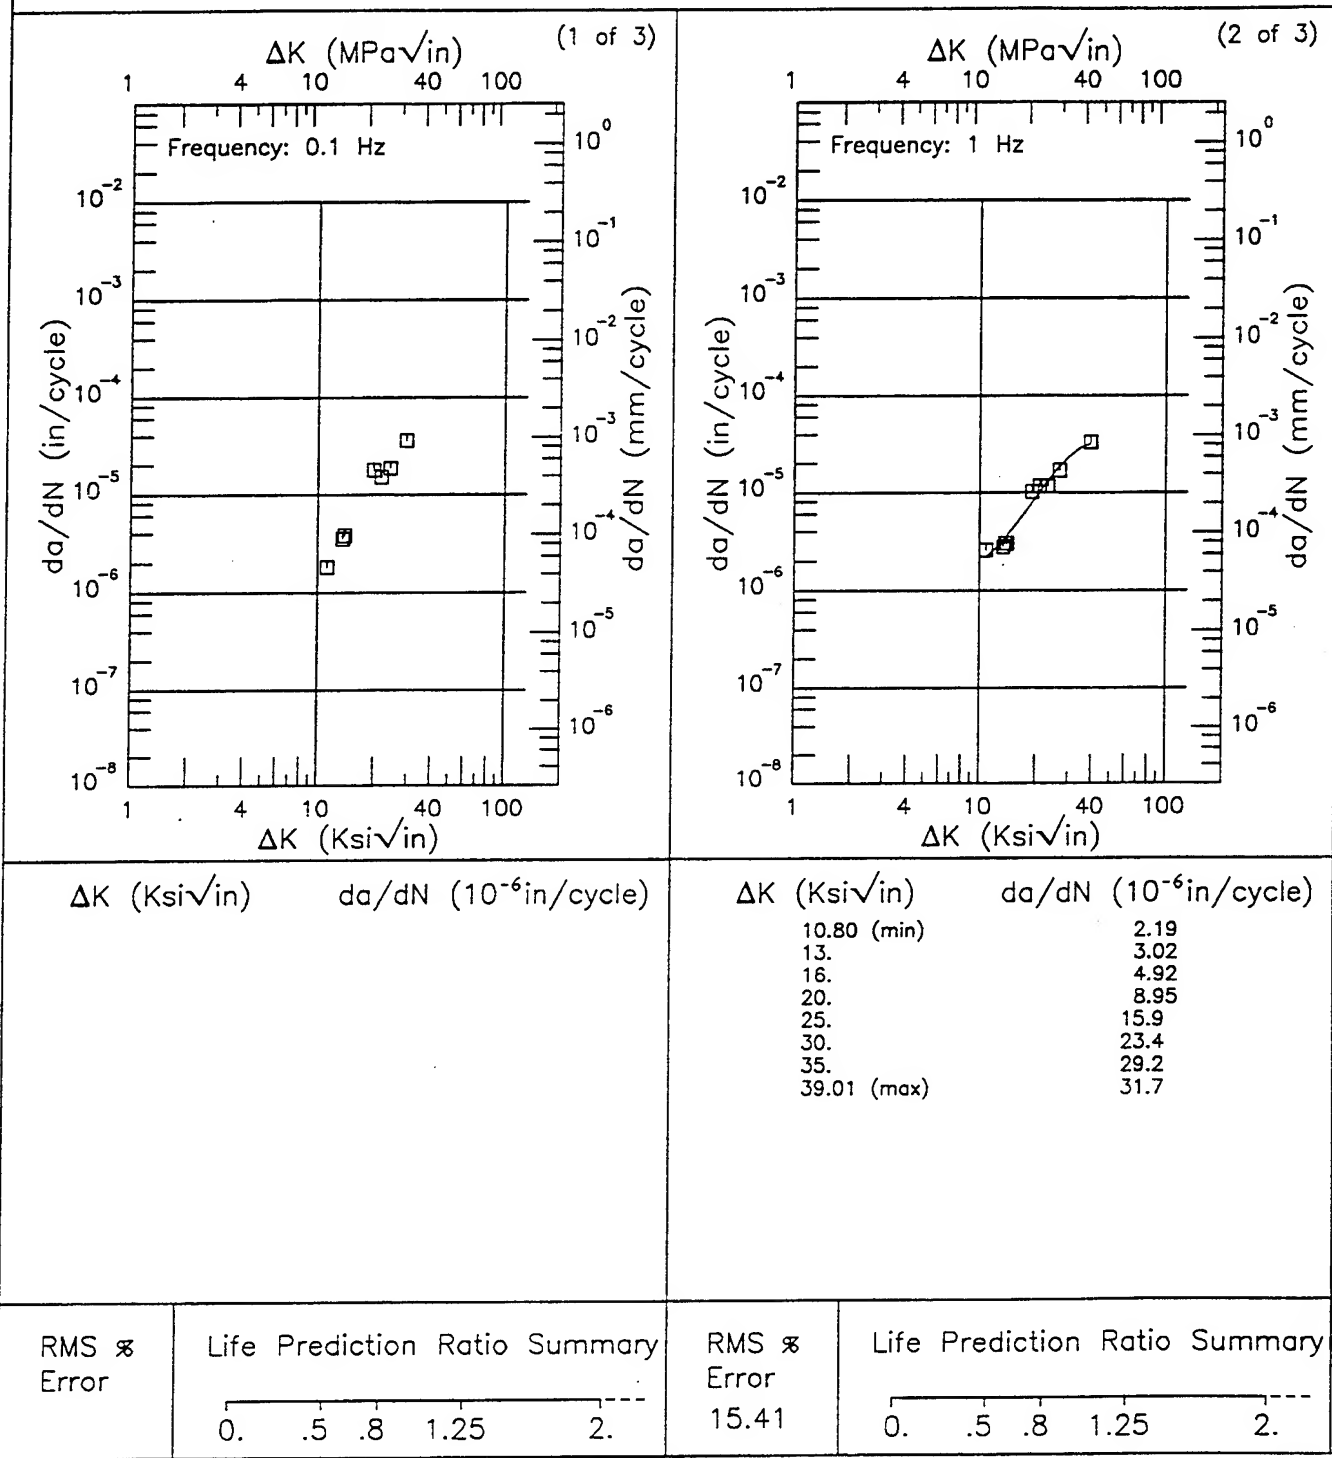 (1 of 3)
ΔK (MPa√in)
1 4 10 40 100
Frequency: 0.1 Hz
10⁻²
10⁻³
10⁻⁴
10⁻⁵
10⁻⁶
10⁻⁷
10⁻⁸
da/dN (in/cycle)
10⁰
10⁻¹
10⁻²
10⁻³
10⁻⁴
10⁻⁵
10⁻⁶
da/dN (mm/cycle)
1 4 10 40 100
ΔK (Ksi√in)
(2 of 3)
ΔK (MPa√in)
1 4 10 40 100
Frequency: 1 Hz
10⁻²
10⁻³
10⁻⁴
10⁻⁵
10⁻⁶
10⁻⁷
10⁻⁸
da/dN (in/cycle)
10⁰
10⁻¹
10⁻²
10⁻³
10⁻⁴
10⁻⁵
10⁻⁶
da/dN (mm/cycle)
1 4 10 40 100
ΔK (Ksi√in)
ΔK (Ksi√in) da/dN (10⁻⁶in/cycle)
ΔK (Ksi√in) da/dN (10⁻⁶in/cycle)
10.80 (min) 2.19
13. 3.02
16. 4.92
20. 8.95
25. 15.9
30. 23.4
35. 29.2
39.01 (max) 31.7
RMS %
Error
Life Prediction Ratio Summary
0. .5 .8 1.25 2.
RMS %
Error
15.41
Life Prediction Ratio Summary
0. .5 .8 1.25 2.